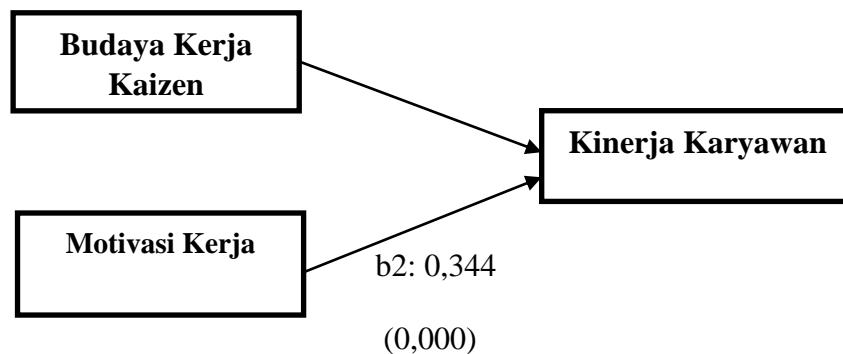 Budaya Kerja
Kaizen
Kinerja Karyawan
Motivasi Kerja
b2: 0,344
(0,000)